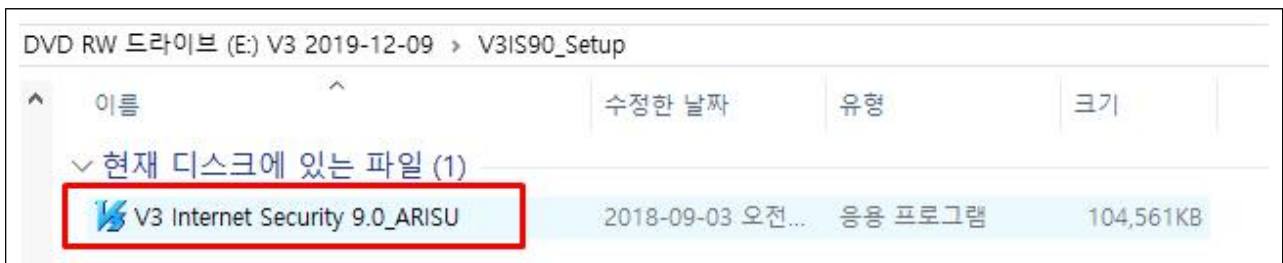 DVD RW 드라이브 (E:) V3 2019-12-09 › V3IS90_Setup
이름 수정한 날짜 유형 크기
현재 디스크에 있는 파일 (1)
V3 Internet Security 9.0_ARISU 2018-09-03 오전... 응용 프로그램 104,561KB